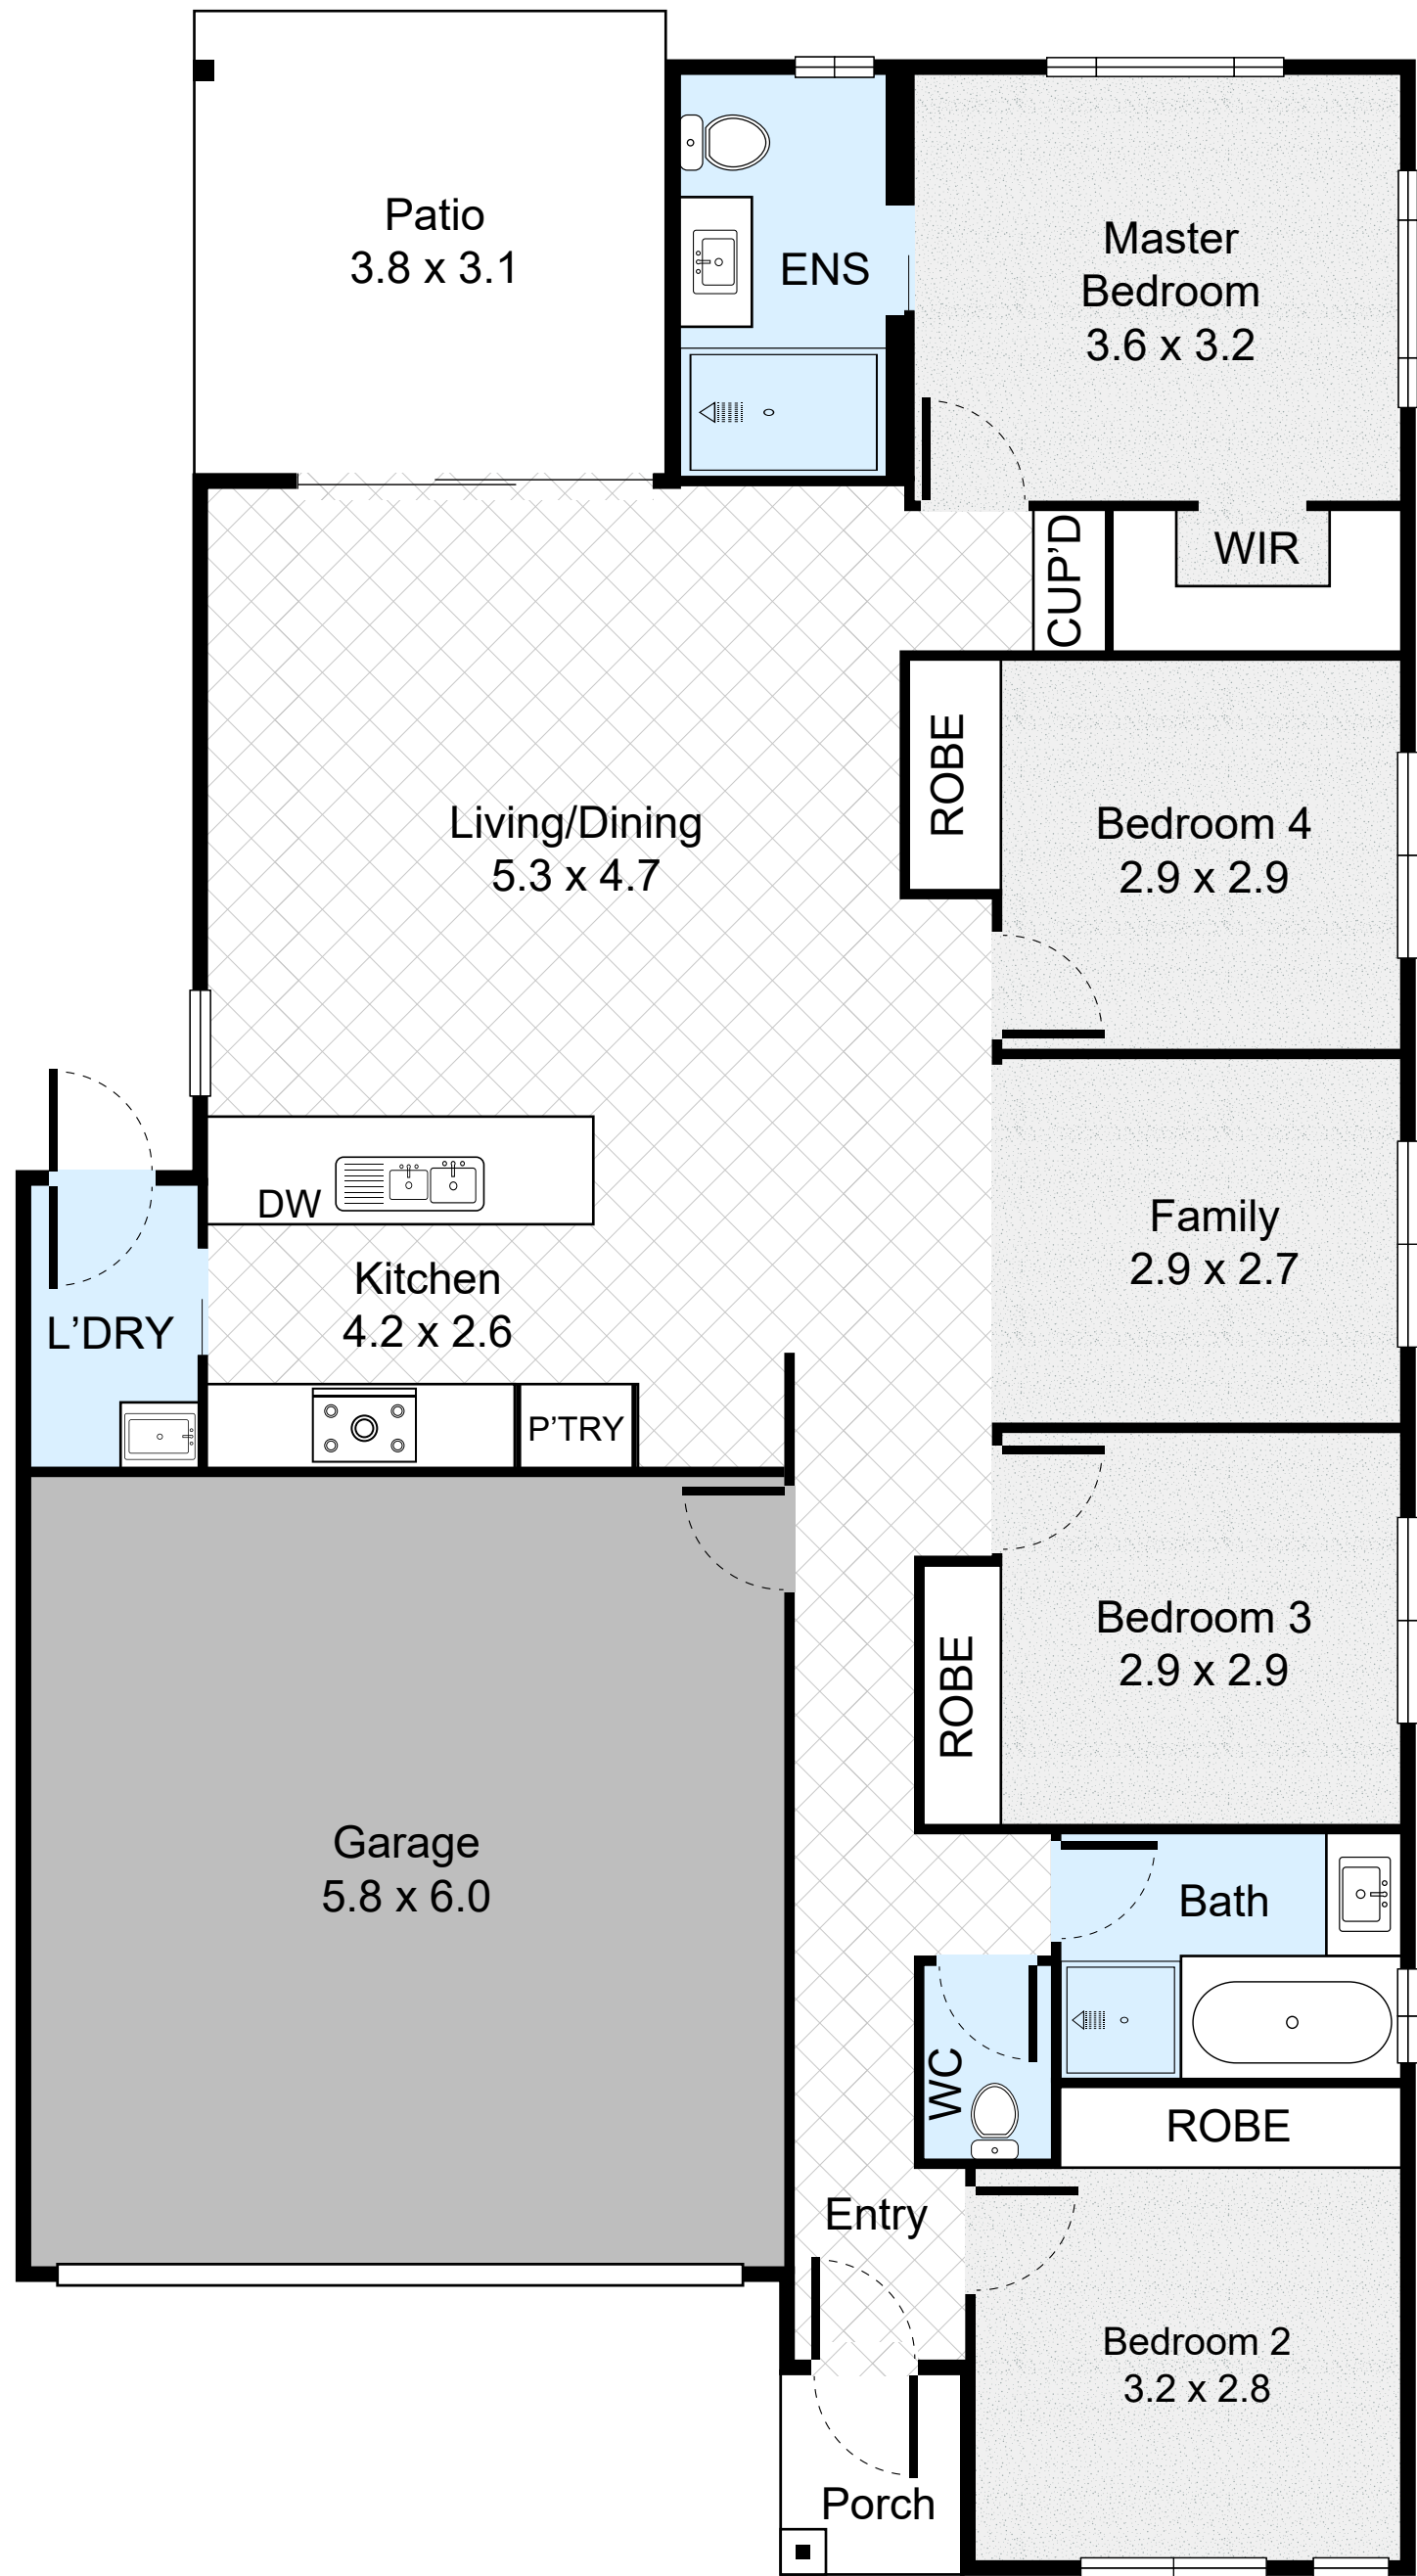 Patio
3.8 x 3.1
ENS
Master
Bedroom
3.6 x 3.2
CUP’D
WIR
ROBE
Living/Dining
5.3 x 4.7
Bedroom 4
2.9 x 2.9
DW
Kitchen
4.2 x 2.6
L’DRY
P’TRY
Family
2.9 x 2.7
Bedroom 3
2.9 x 2.9
ROBE
Garage
5.8 x 6.0
Bath
WC
ROBE
Entry
Bedroom 2
3.2 x 2.8
Porch